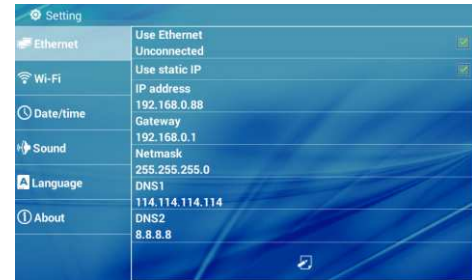 Setting
Ethernet
Wi-Fi
Date/time
Sound
A Language
About
Use Ethernet
Unconnected
Use static IP
IP address
192.168.0.88
Gateway
192.168.0.1
Netmask
255.255.255.0
DNS1
114.114.114.114
DNS2
8.8.8.8